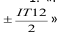 ± IT12/2 »